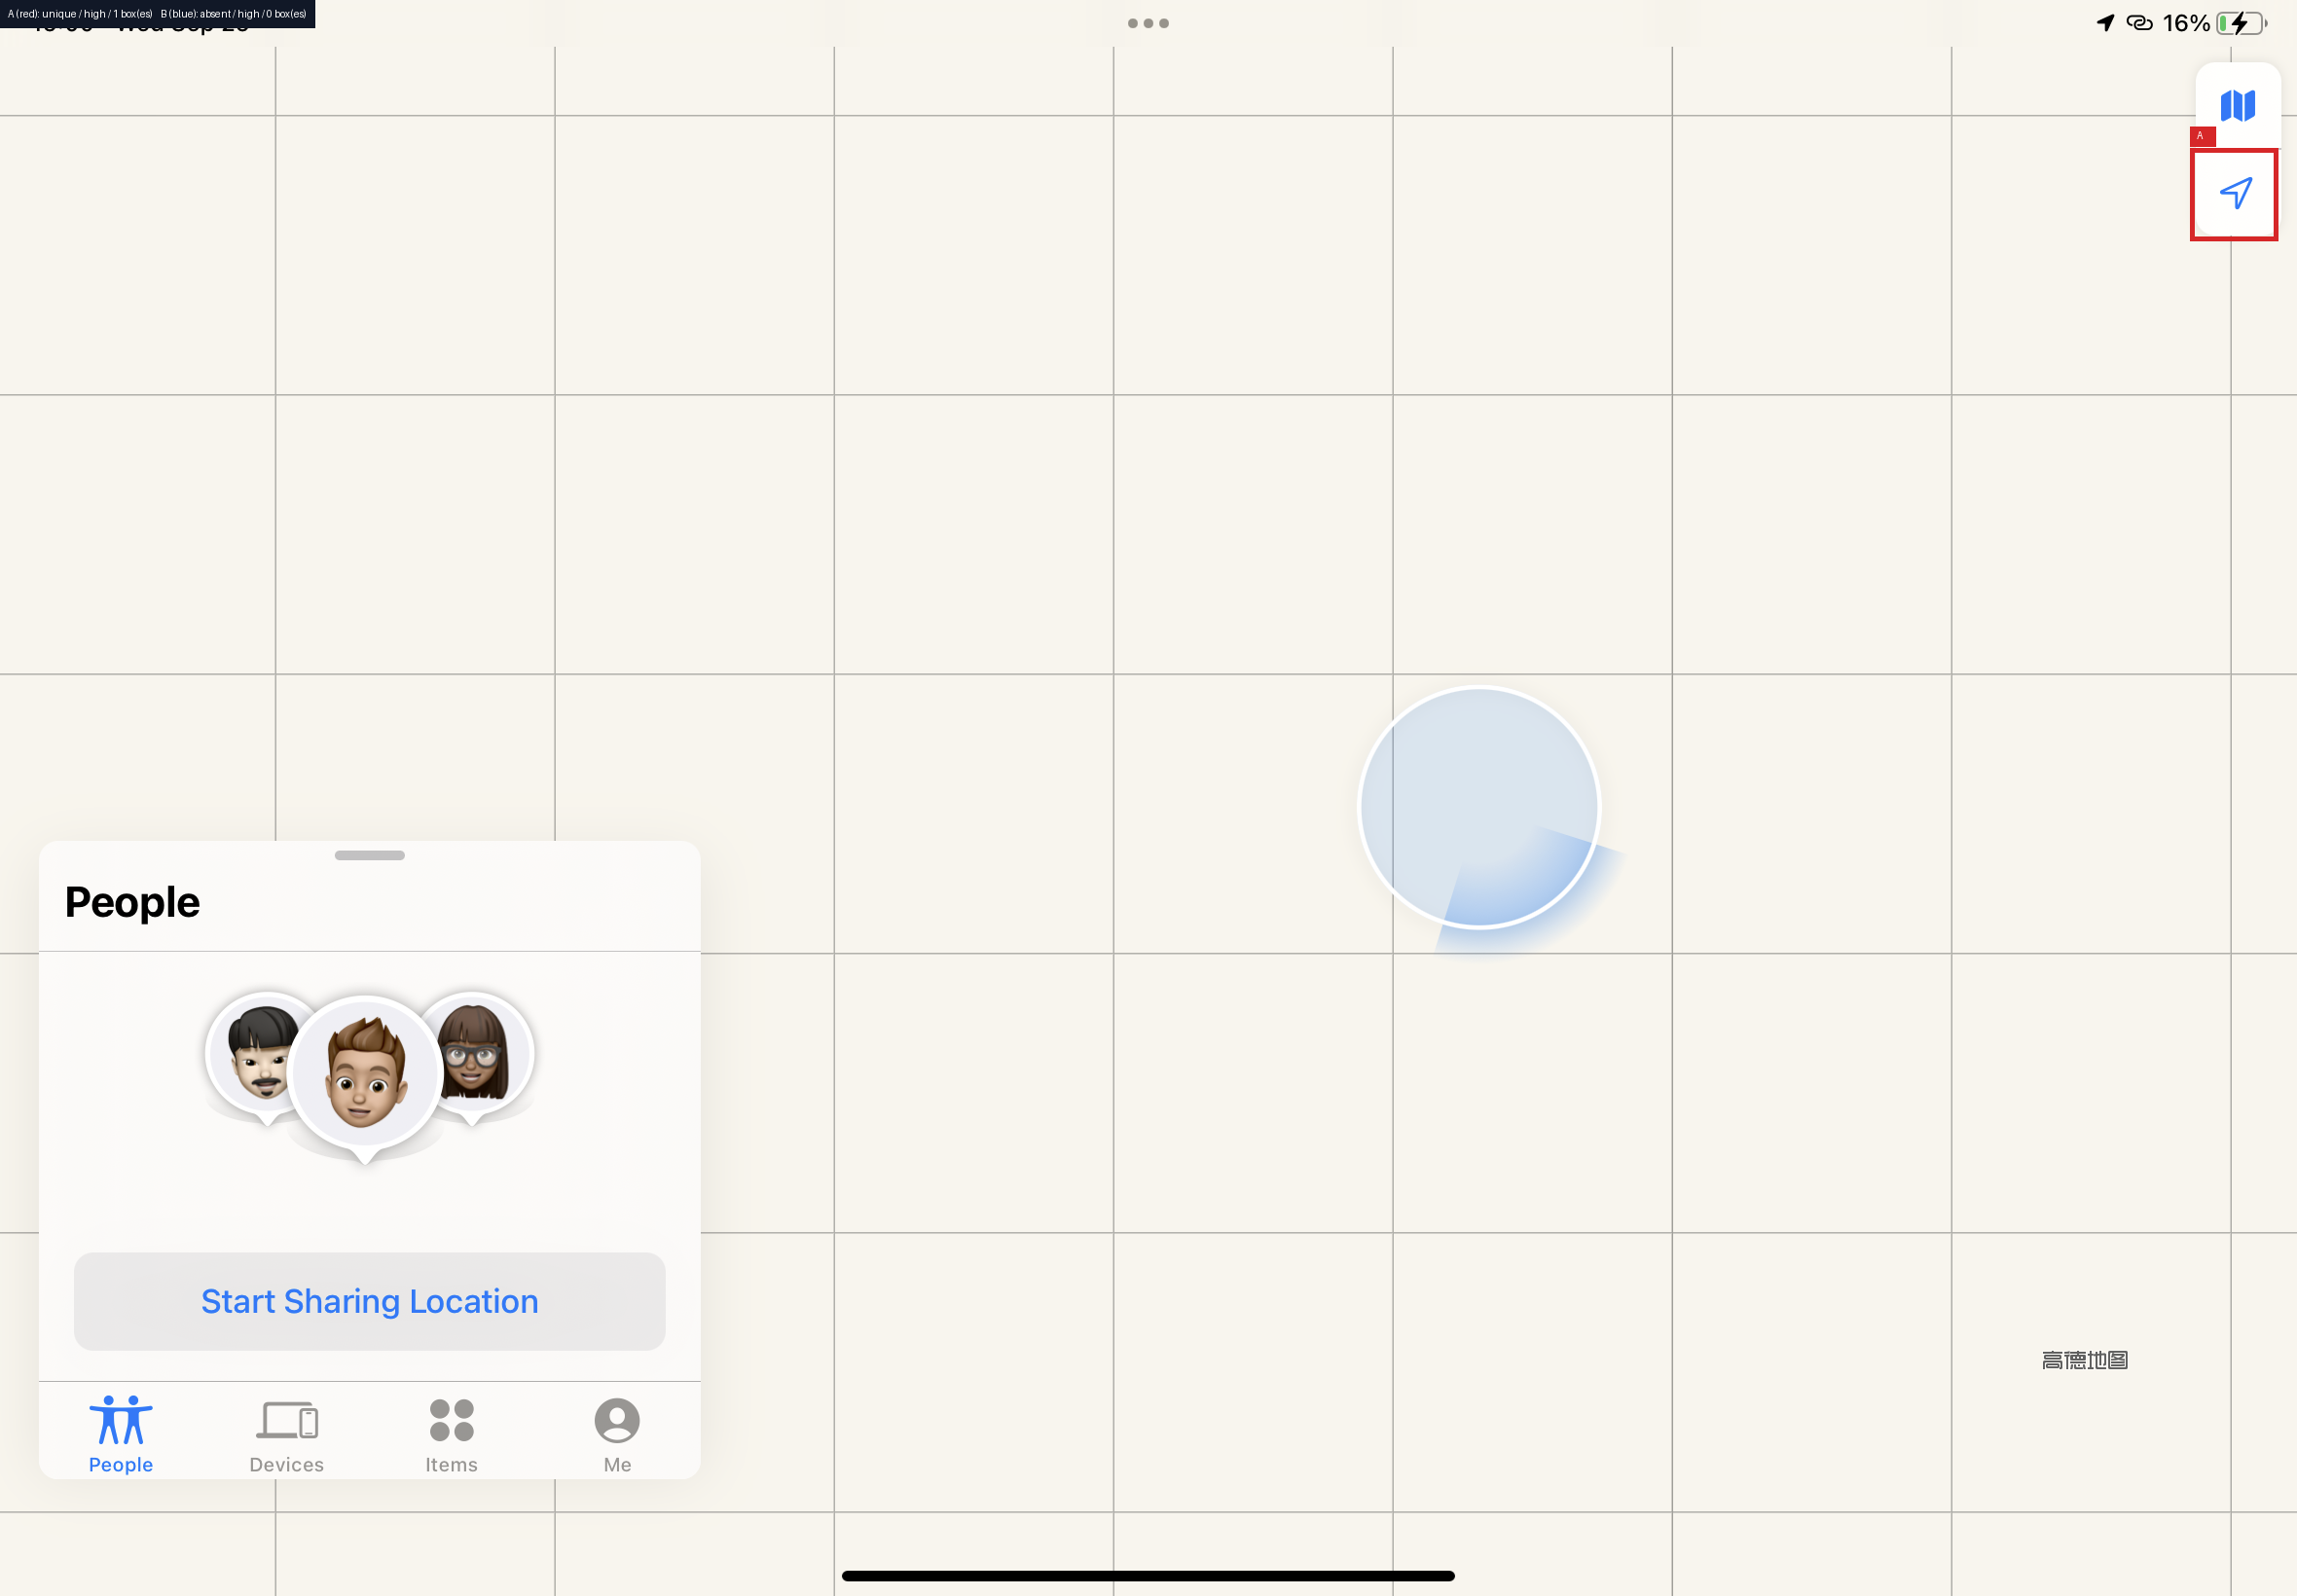 A (red): unique / high / 1 box(es) B (blue): absent / high / 0 box(es)
16%
A
People
Start Sharing Location
高德地图
People
Devices
Items
Me